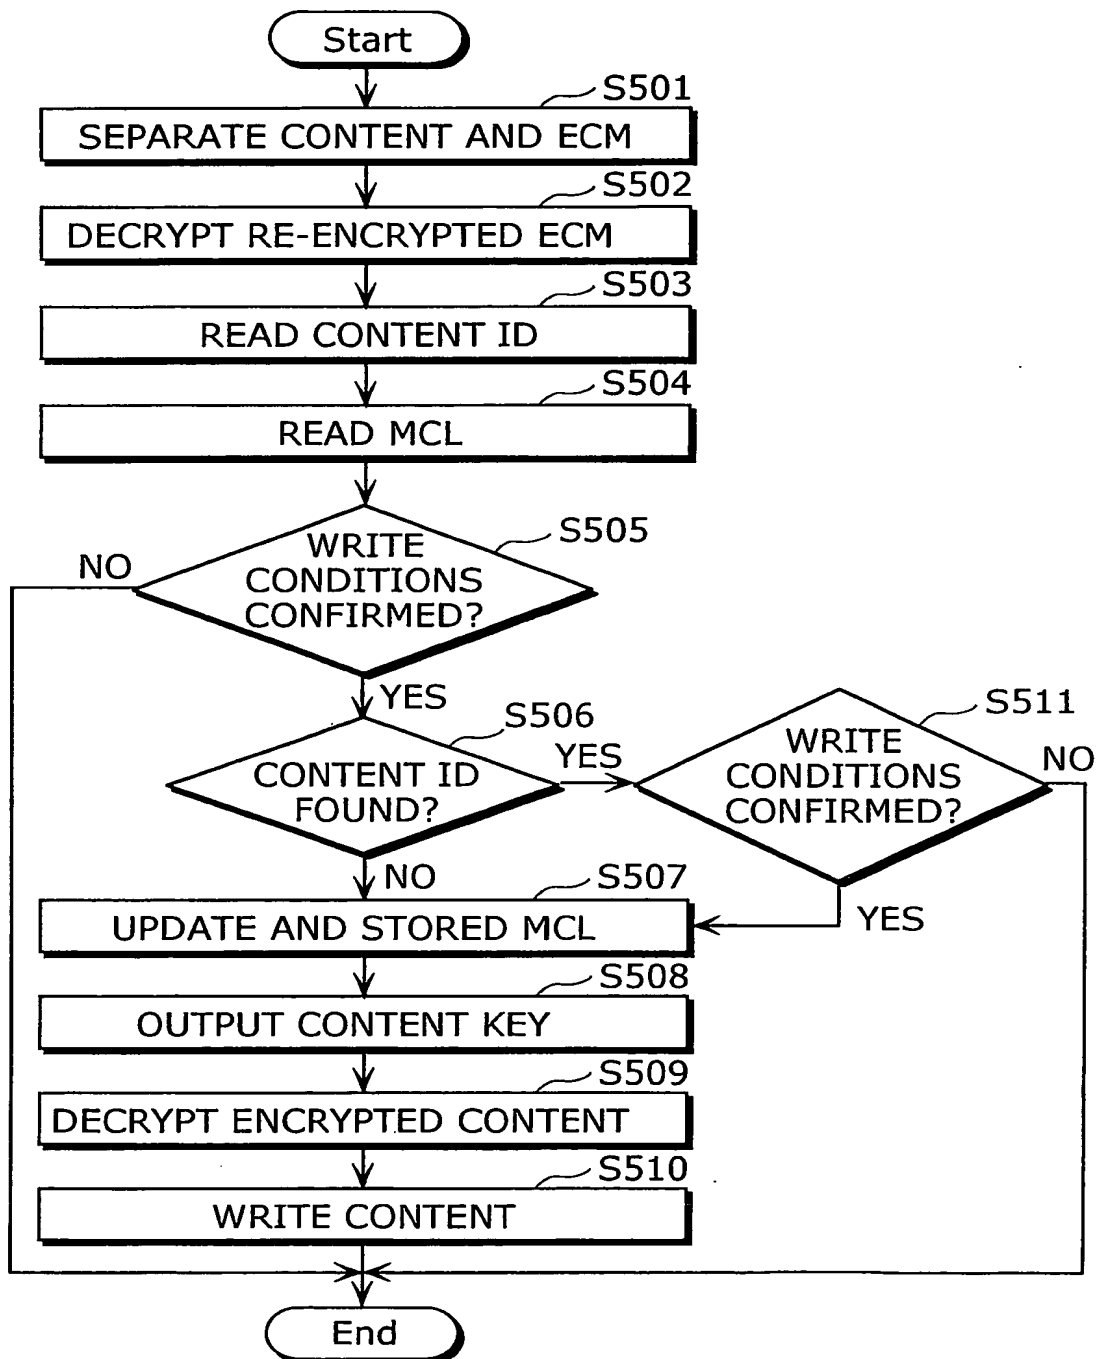 Start
S501
SEPARATE CONTENT AND ECM
S502
DECRYPT RE-ENCRYPTED ECM
S503
READ CONTENT ID
S504
READ MCL
S505
WRITE
CONDITIONS
CONFIRMED?
NO
YES
S506
CONTENT ID
FOUND?
YES
S511
WRITE
CONDITIONS
CONFIRMED?
NO
NO
YES
S507
UPDATE AND STORED MCL
S508
OUTPUT CONTENT KEY
S509
DECRYPT ENCRYPTED CONTENT
S510
WRITE CONTENT
End